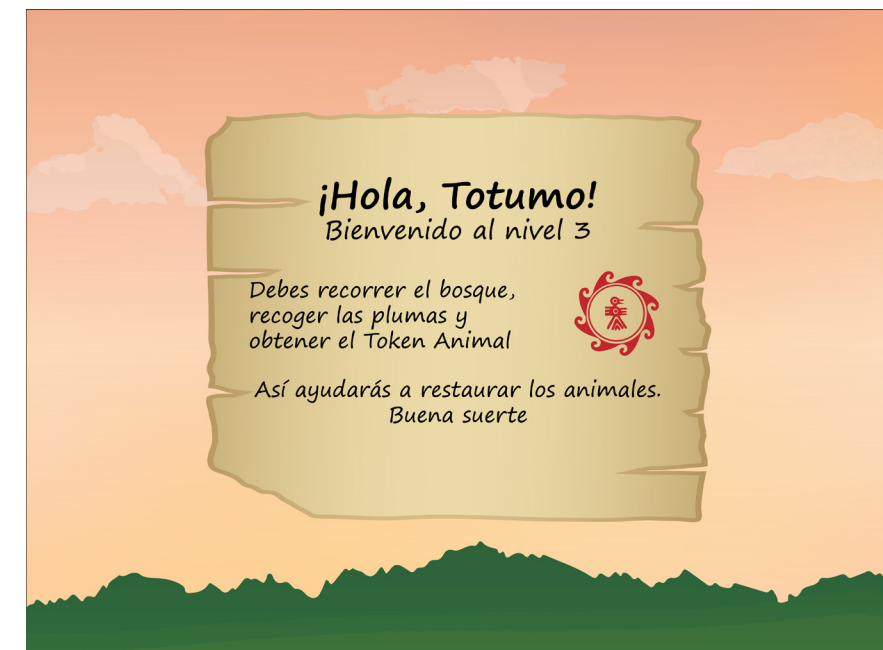 ¡Hola, Totumo!
Bienvenido al nivel 3
Debes recorrer el bosque,
recoger las plumas y
obtener el Token Animal
Así ayudarás a restaurar los animales.
Buena suerte